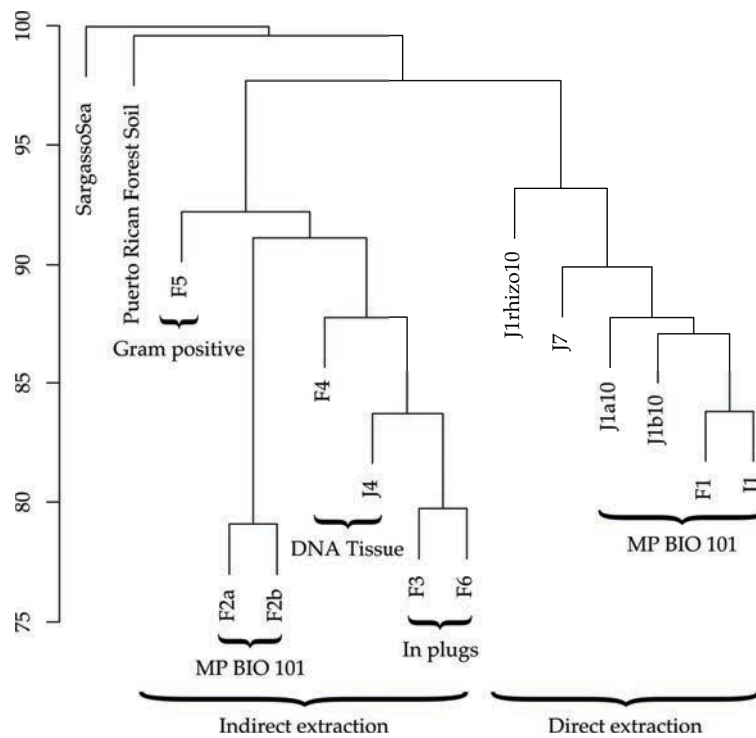 100
95
90
85
80
75
SargassoSea
Puerto Rican Forest Soil
F5
Gram positive
F2a
F2b
MP BIO 101
F4
J4
DNA Tissue
F3
F6
In plugs
Indirect extraction
J1rhizo10
J7
J1a10
J1b10
F1
J1
MP BIO 101
Direct extraction